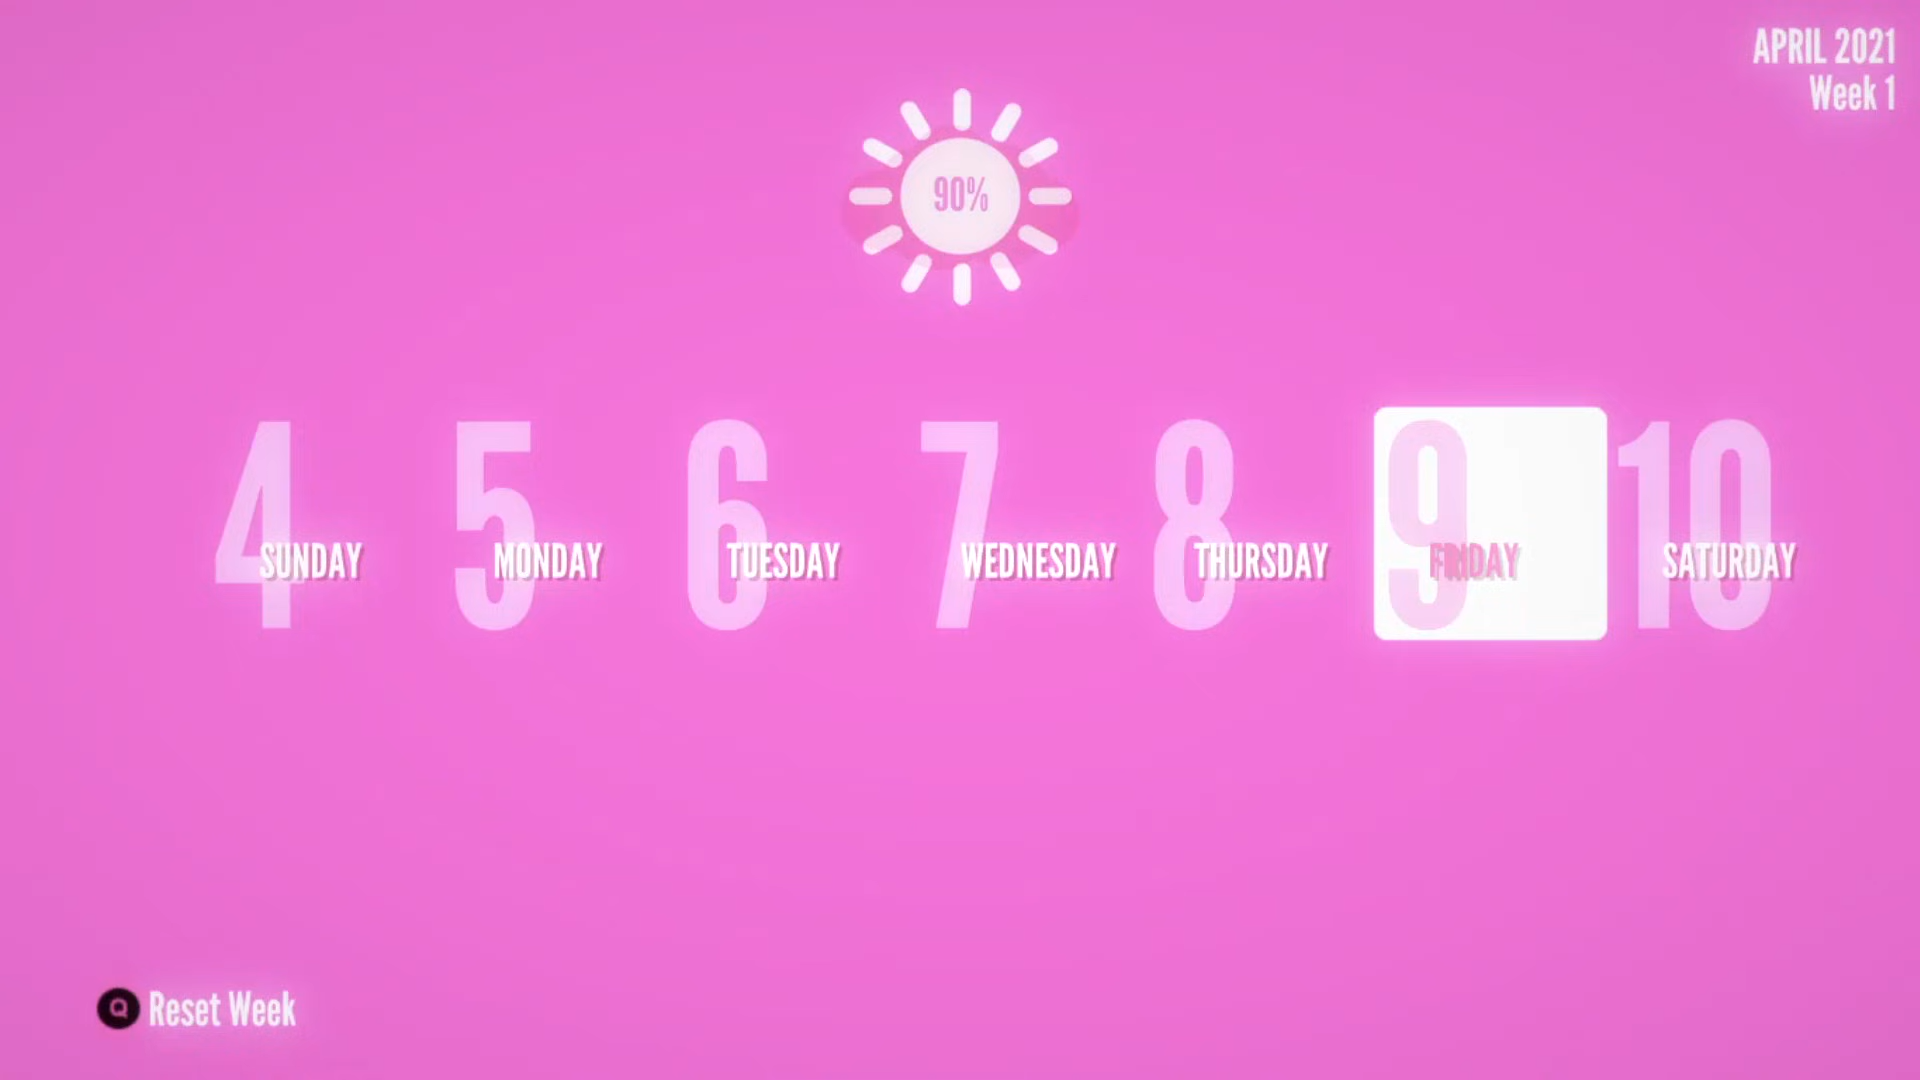 APRIL 2021
Week 1
90%
4 5 6 7 8 9 10
SUNDAY MONDAY TUESDAY WEDNESDAY THURSDAY FRIDAY SATURDAY
Q Reset Week